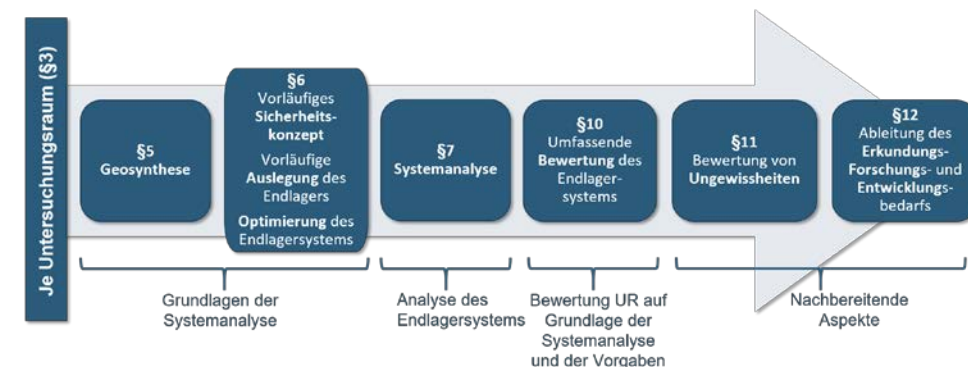 Je Untersuchungsraum (§3)
§5
Geosynthese
§6
Vorläufiges
Sicherheits-
konzept
Vorläufige
Auslegung des
Endlagers
Optimierung des
Endlagersystems
§7
Systemanalyse
§10
Umfassende
Bewertung des
Endlager-
systems
§11
Bewertung von
Ungewissheiten
§12
Ableitung des
Erkundungs-
Forschungs- und
Entwicklungs-
bedarfs
Grundlagen der
Systemanalyse
Analyse des
Endlagersystems
Bewertung UR auf
Grundlage der
Systemanalyse
und der Vorgaben
Nachbereitende
Aspekte